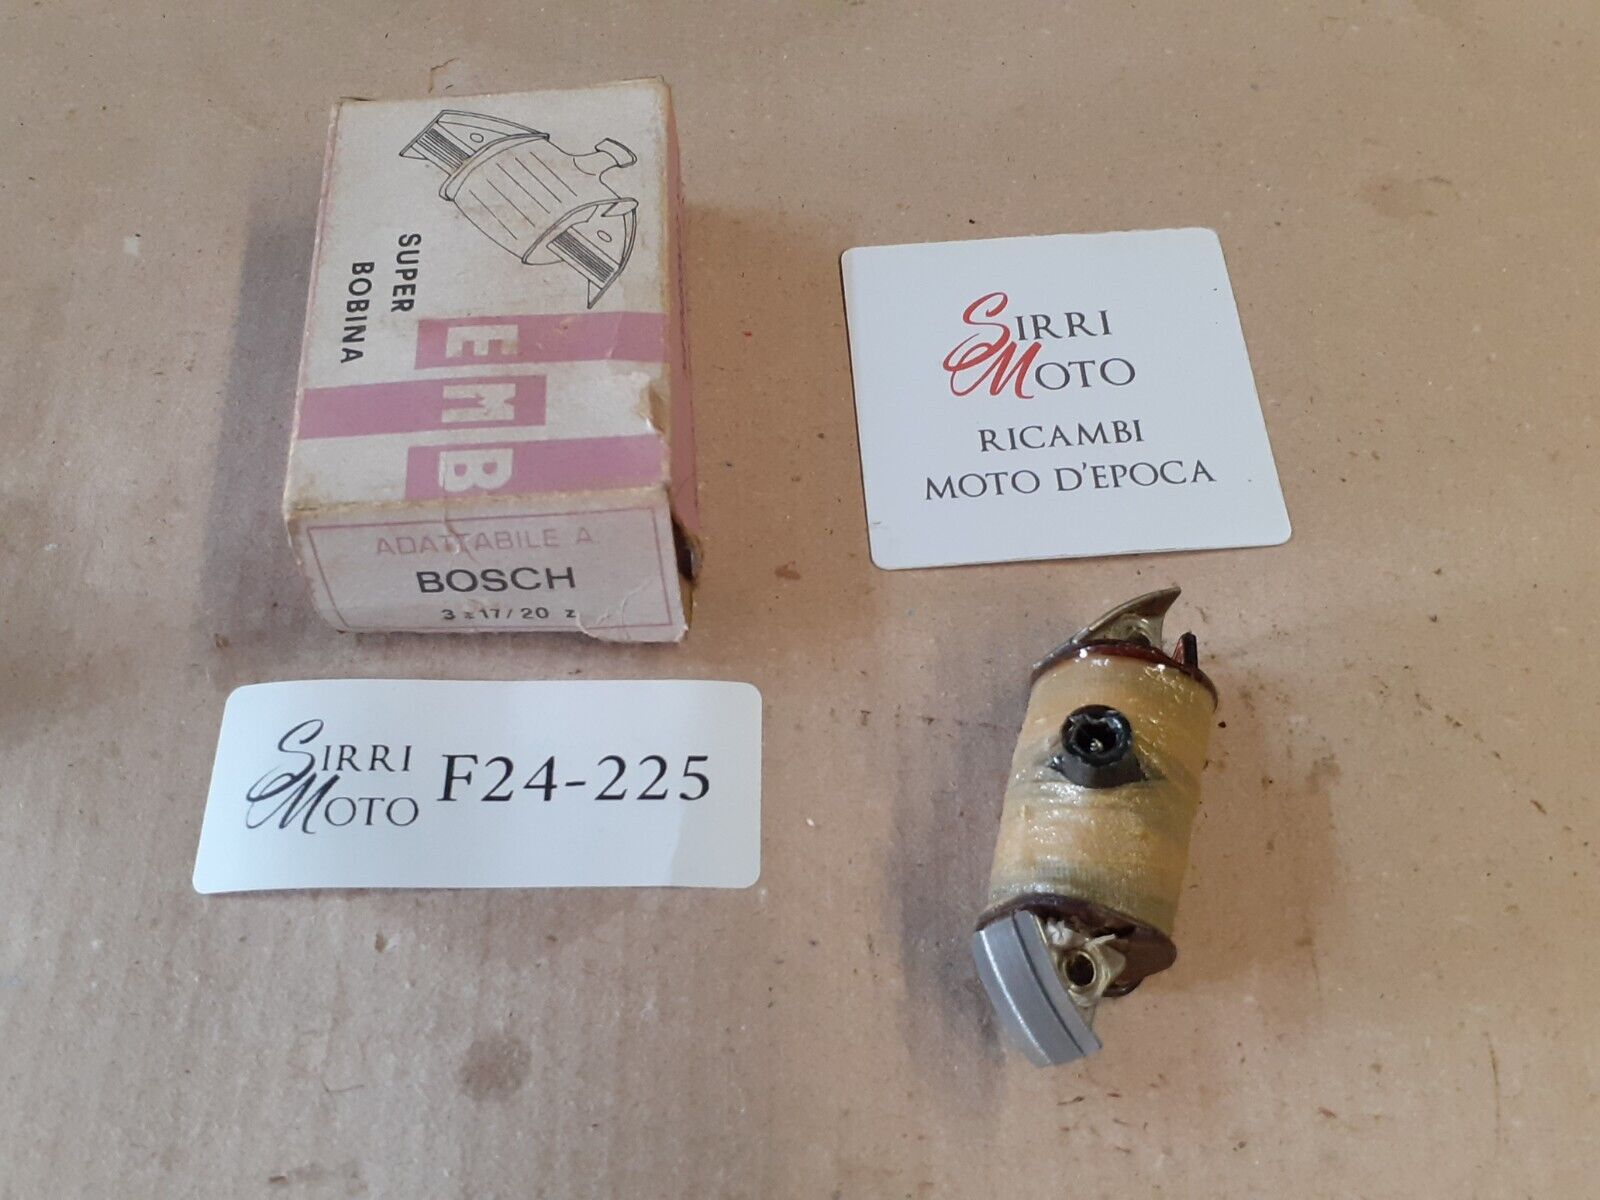 SUPER
BOBINA
EMB
ADATTABILE A
BOSCH
3 z 17/20 z
SIRRI
MOTO
RICAMBI
MOTO D'EPOCA
SIRRI
MOTO
F24-225